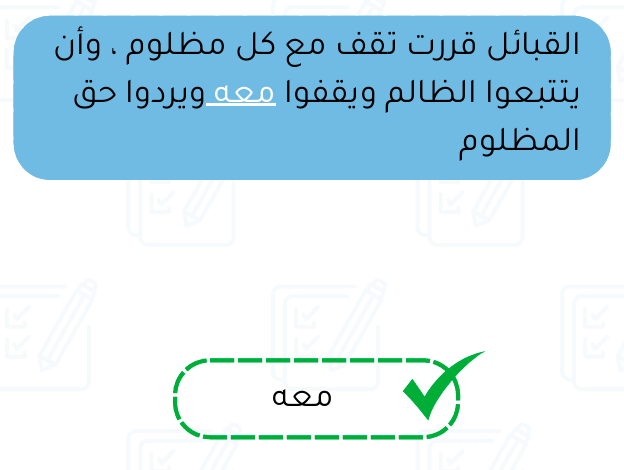 القبائل قررت تقف مع كل مظلوم ، وأن
يتتبعوا الظالم ويقفوا معه ويردوا حق
المظلوم
معه